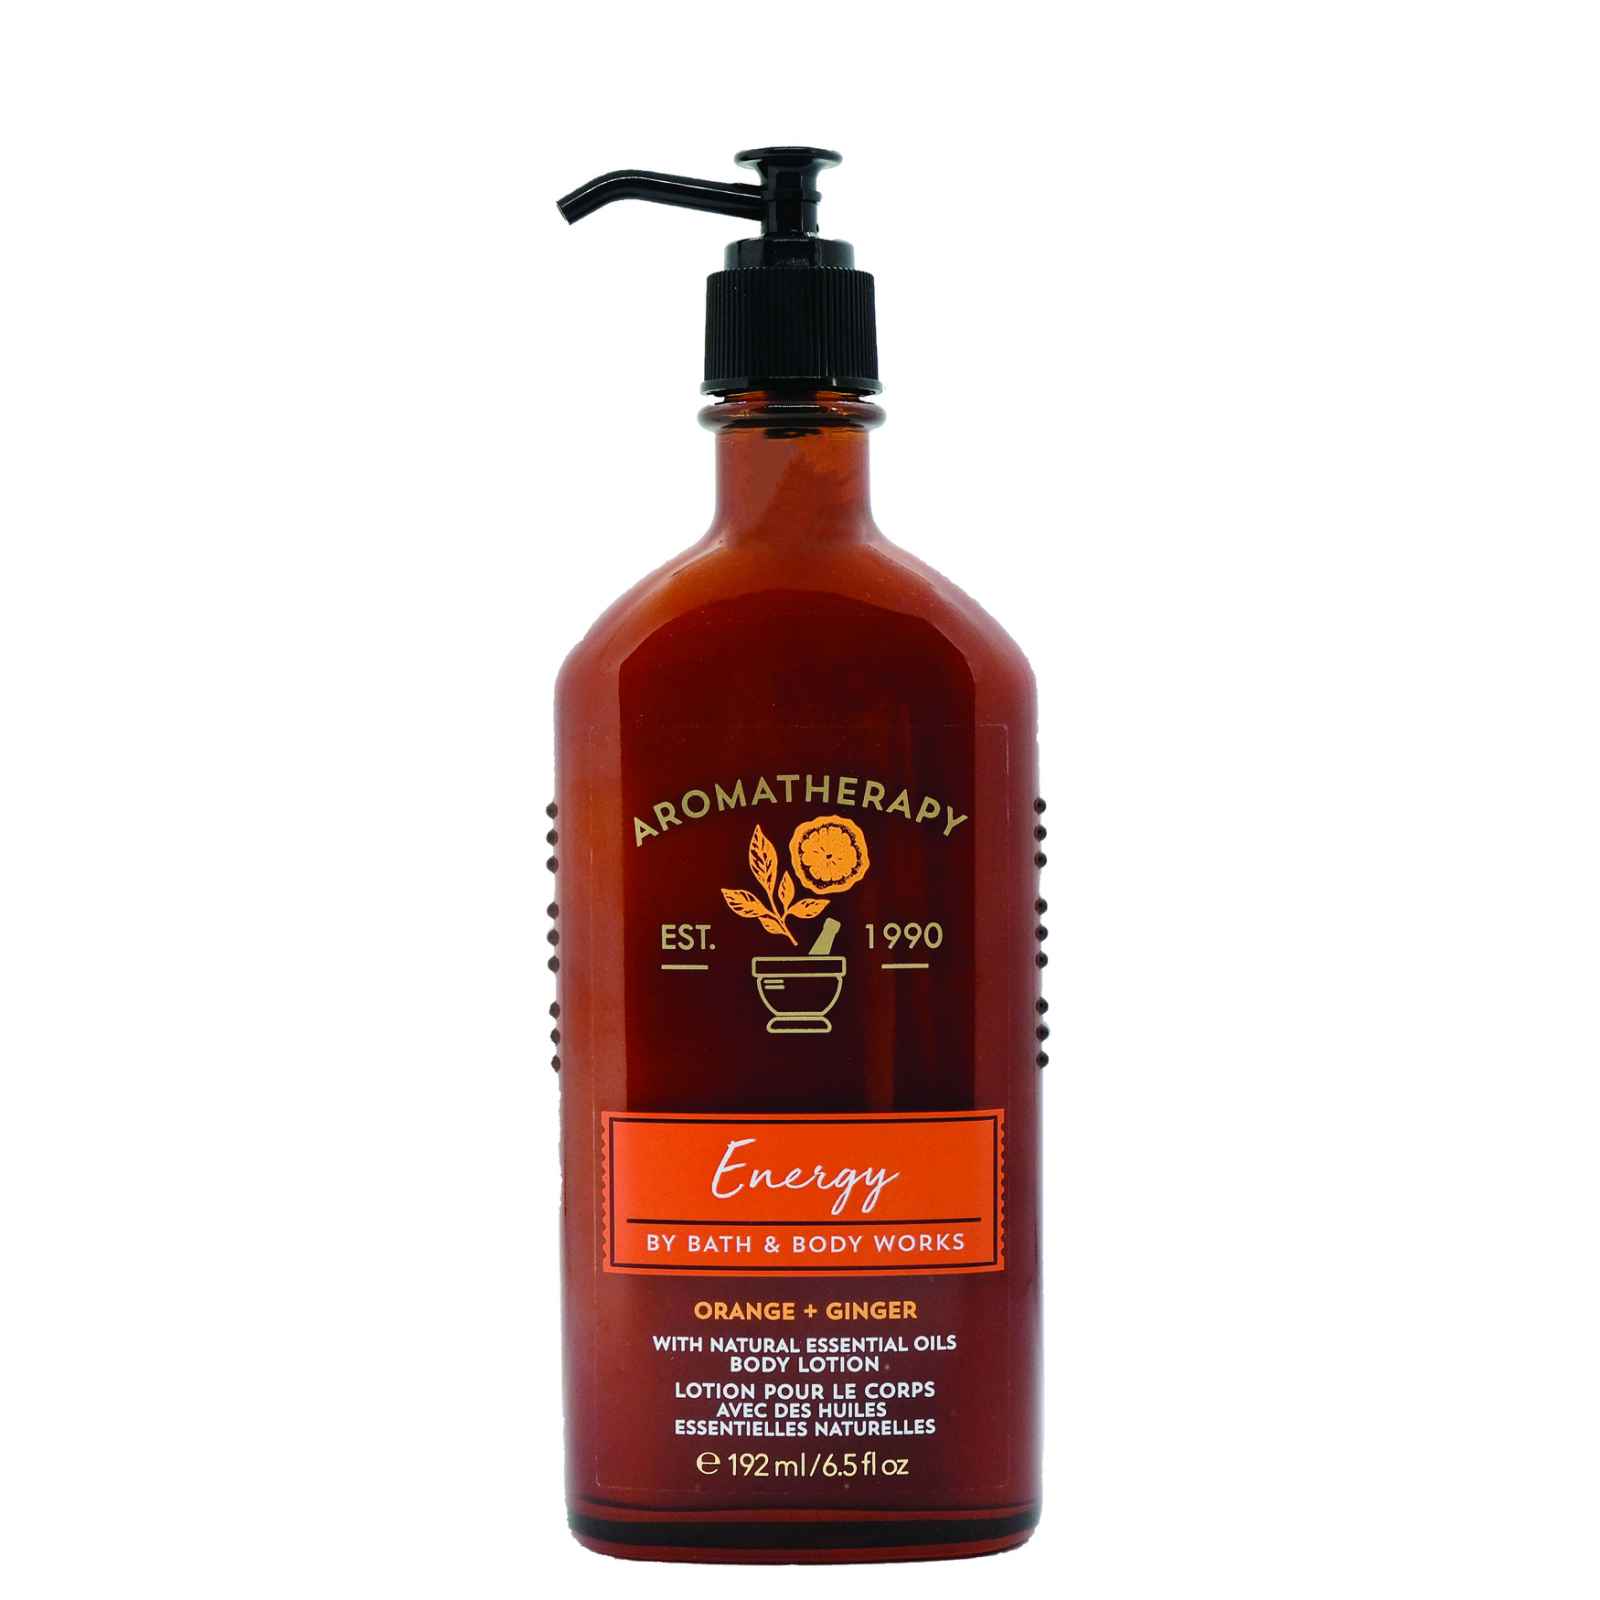 AROMATHERAPY
EST. 1990
Energy
BY BATH & BODY WORKS
ORANGE + GINGER
WITH NATURAL ESSENTIAL OILS
BODY LOTION
LOTION POUR LE CORPS
AVEC DES HUILES
ESSENTIELLES NATURELLES
℮ 192 ml/6.5 fl oz